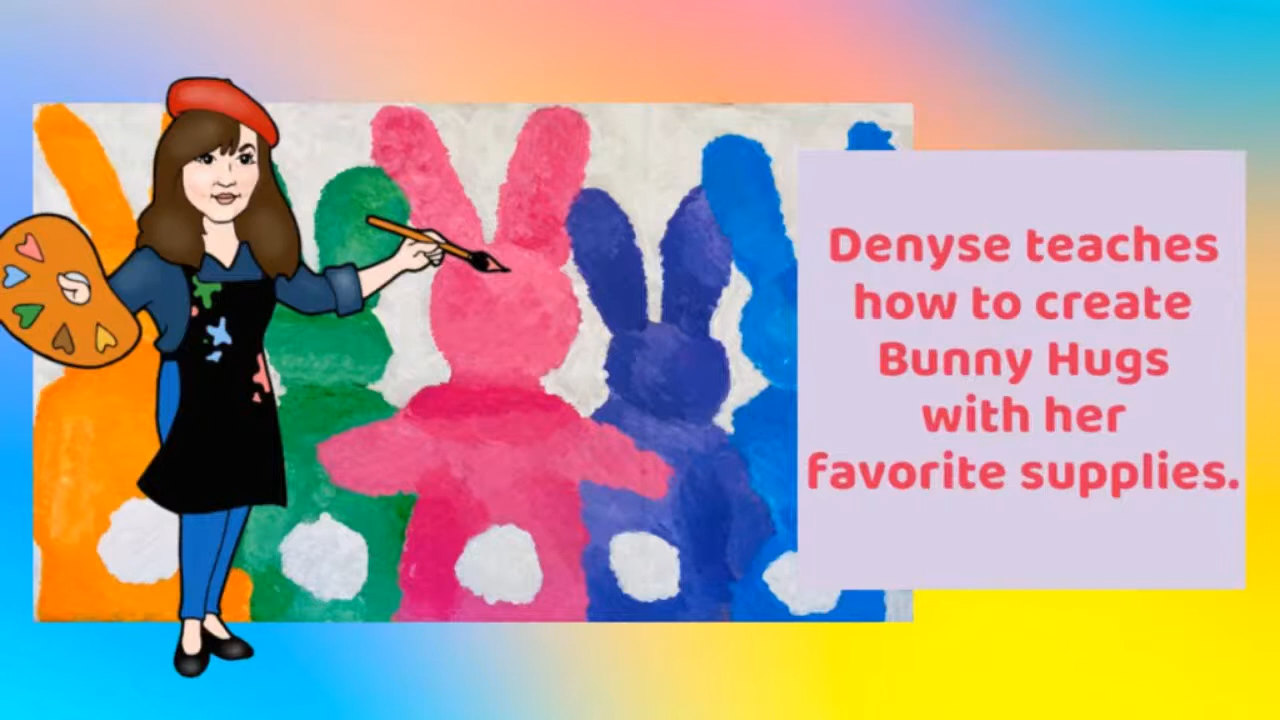 Denyse teaches
how to create
Bunny Hugs
with her
favorite supplies.